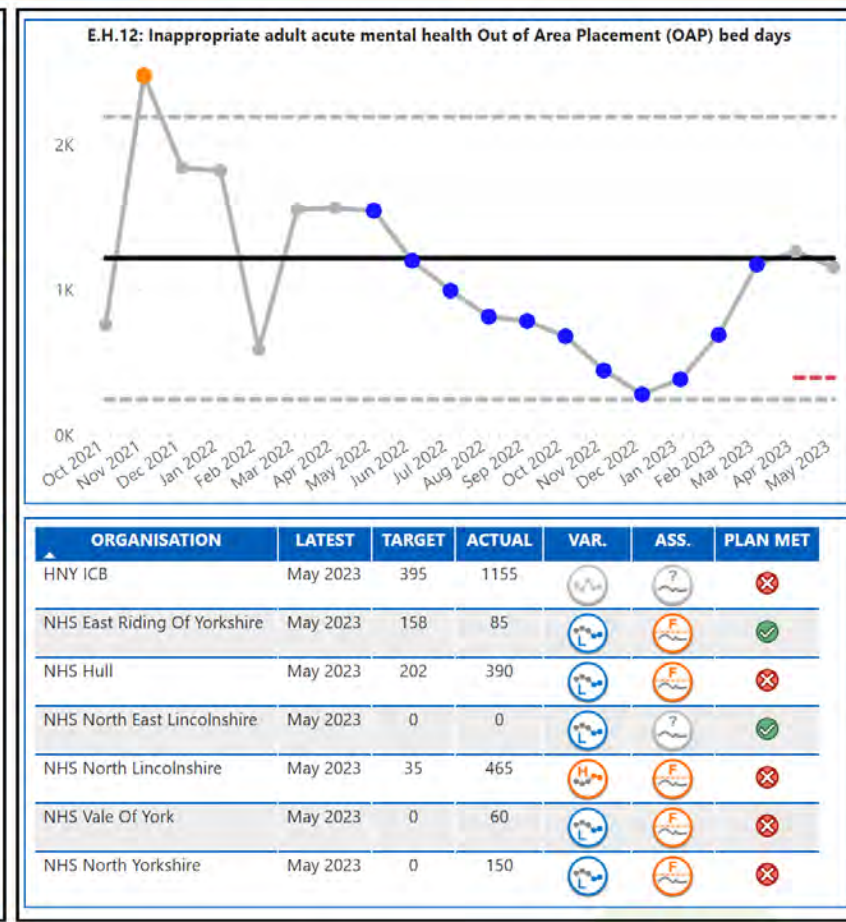 E.H.12: Inappropriate adult acute mental health Out of Area Placement (OAP) bed days
2K
1K
0K
Oct 2021 Nov 2021 Dec 2021 Jan 2022 Feb 2022 Mar 2022 Apr 2022 May 2022 Jun 2022 Jul 2022 Aug 2022 Sep 2022 Oct 2022 Nov 2022 Dec 2022 Jan 2023 Feb 2023 Mar 2023 Apr 2023 May 2023
ORGANISATION LATEST TARGET ACTUAL VAR. ASS. PLAN MET
HNY ICB May 2023 395 1155 ?
NHS East Riding Of Yorkshire May 2023 158 85 L F
NHS Hull May 2023 202 390 L F
NHS North East Lincolnshire May 2023 0 0 L ?
NHS North Lincolnshire May 2023 35 465 H F
NHS Vale Of York May 2023 0 60 L F
NHS North Yorkshire May 2023 0 150 L F